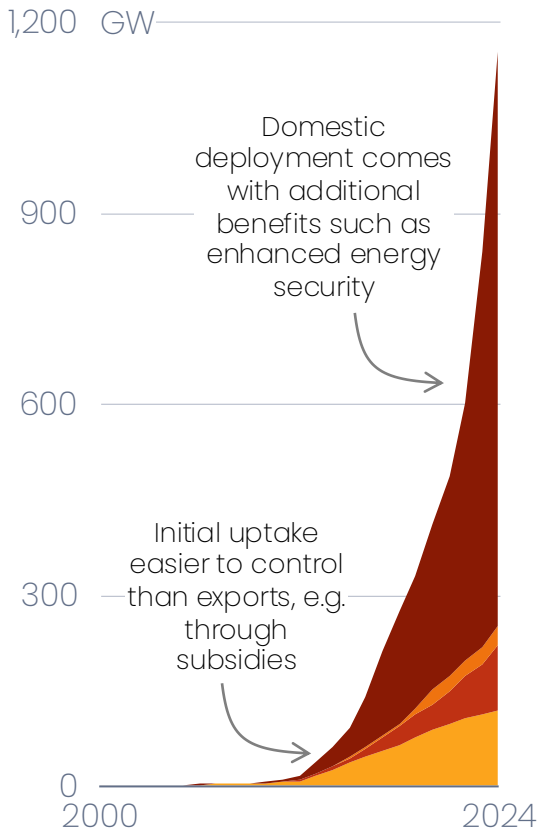 1,200 GW
Domestic
deployment comes
with additional
benefits such as
enhanced energy
security
900
600
Initial uptake
easier to control
than exports, e.g.
through
subsidies
300
0
2000
2024